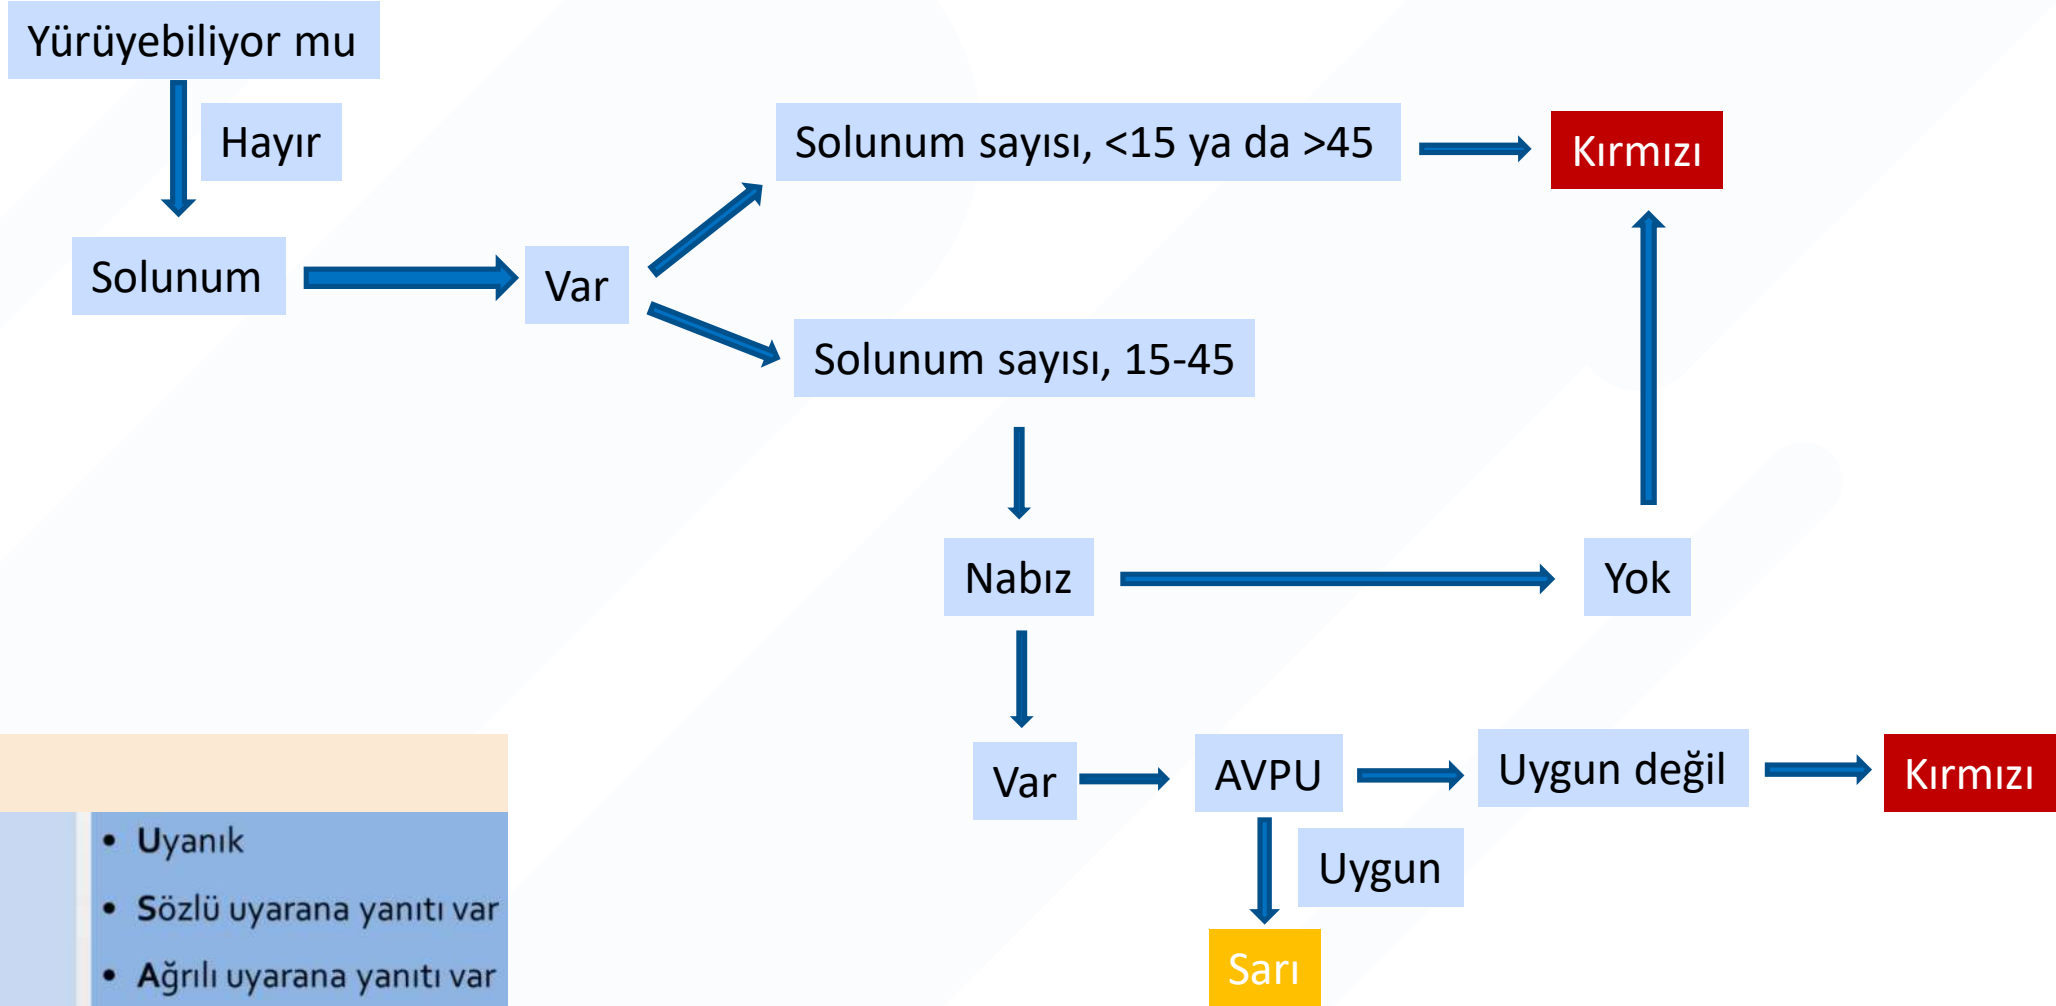 Yürüyebiliyor mu
Hayır
Solunum
Var
Solunum sayısı, <15 ya da >45
Kırmızı
Solunum sayısı, 15-45
Nabız
Yok
Var
AVPU
Uygun değil
Kırmızı
Uygun
Sarı
• Uyanık
• Sözlü uyarana yanıtı var
• Ağrılı uyarana yanıtı var